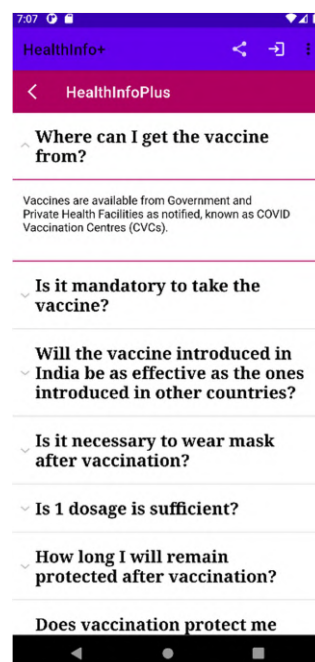 7:07
HealthInfo+
HealthInfoPlus
Where can I get the vaccine
from?
Vaccines are available from Government and
Private Health Facilities as notified, known as COVID
Vaccination Centres (CVCs).
Is it mandatory to take the
vaccine?
Will the vaccine introduced in
India be as effective as the ones
introduced in other countries?
Is it necessary to wear mask
after vaccination?
Is 1 dosage is sufficient?
How long I will remain
protected after vaccination?
Does vaccination protect me